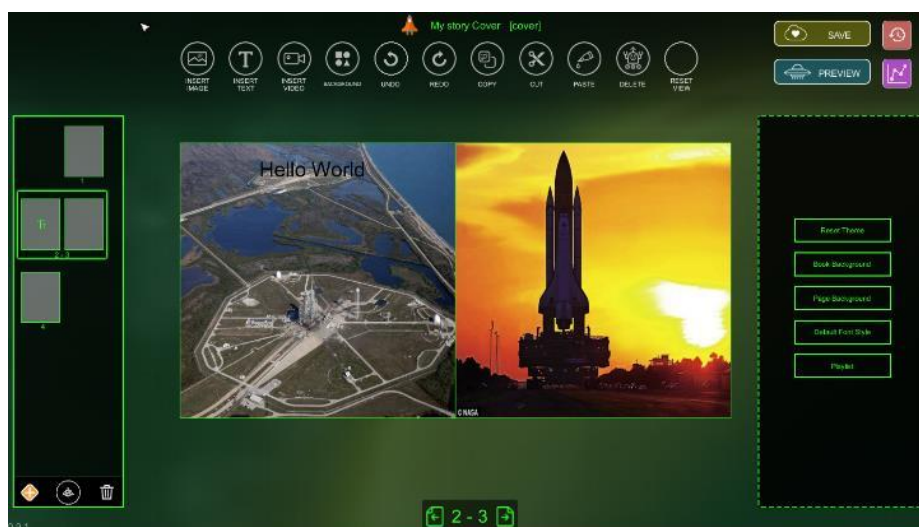 My story Cover [cover]
SAVE
INSERT
IMAGE
INSERT
TEXT
INSERT
VIDEO
BACKGROUND
UNDO
REDO
COPY
CUT
PASTE
DELETE
RESET
VIEW
PREVIEW
1
Tr
2 - 3
4
Hello World
© NASA
Reset Theme
Book Background
Page Background
Default Font Style
Playlist
2 - 3